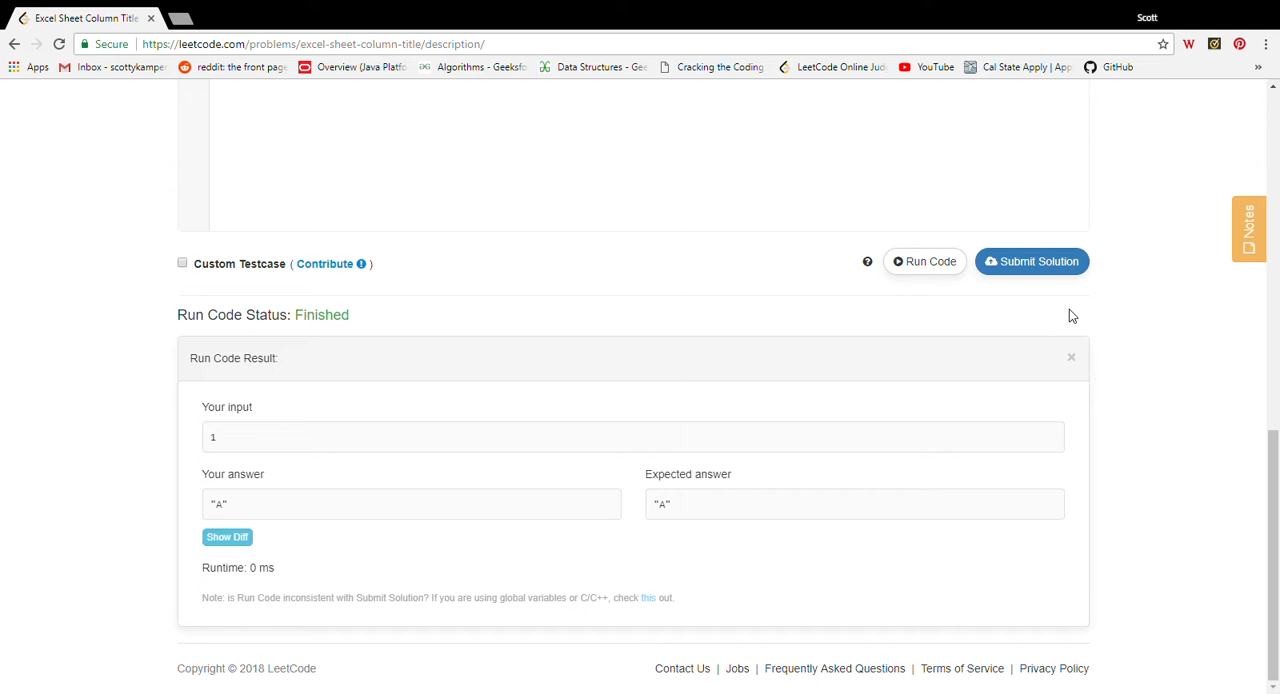 Excel Sheet Column Title
Scott
Secure | https://leetcode.com/problems/excel-sheet-column-title/description/
Apps Inbox - scottykamper reddit: the front page Overview (Java Platfo Algorithms - Geeksfo Data Structures - Gee Cracking the Coding LeetCode Online Jud YouTube Cal State Apply | App GitHub »
Notes
Custom Testcase ( Contribute )
Run Code Submit Solution
Run Code Status: Finished
Run Code Result: ×
Your input
1
Your answer Expected answer
"A" "A"
Show Diff
Runtime: 0 ms
Note: is Run Code inconsistent with Submit Solution? If you are using global variables or C/C++, check this out.
Copyright © 2018 LeetCode
Contact Us | Jobs | Frequently Asked Questions | Terms of Service | Privacy Policy